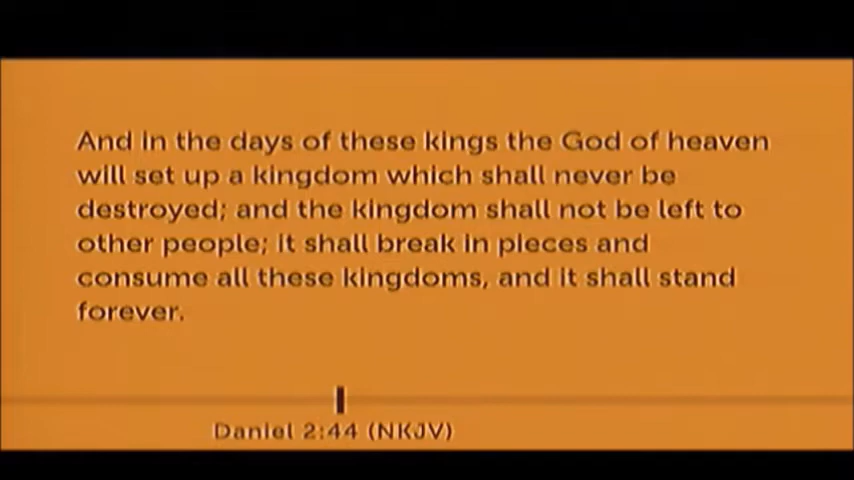 And in the days of these kings the God of heaven
will set up a kingdom which shall never be
destroyed; and the kingdom shall not be left to
other people; it shall break in pieces and
consume all these kingdoms, and it shall stand
forever.
Daniel 2:44 (NKJV)